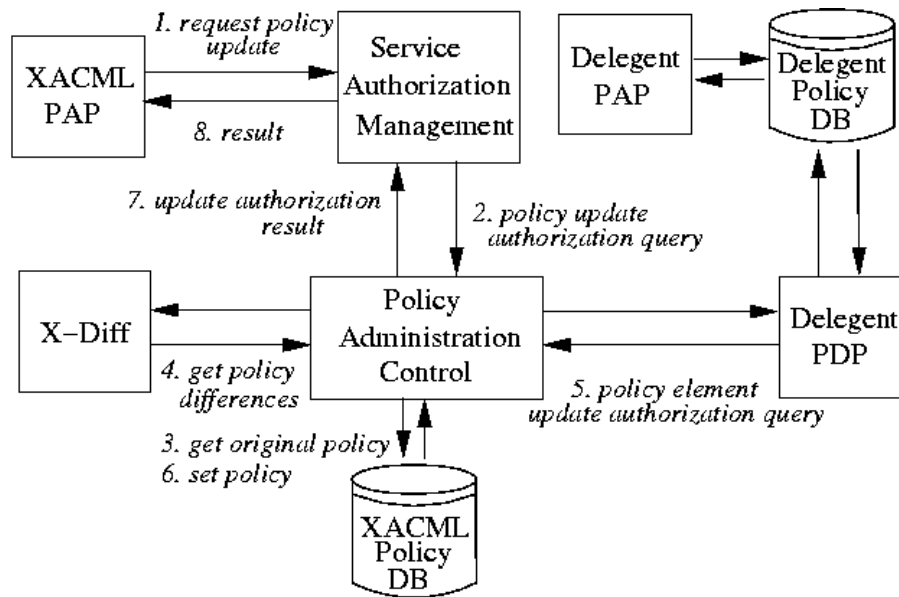 1. request policy
update
XACML
PAP
8. result
Service
Authorization
Management
Delegent
PAP
Delegent
Policy
DB
7. update authorization
result
2. policy update
authorization query
X-Diff
4. get policy
differences
Policy
Administration
Control
Delegent
PDP
5. policy element
update authorization query
3. get original policy
6. set policy
XACML
Policy
DB